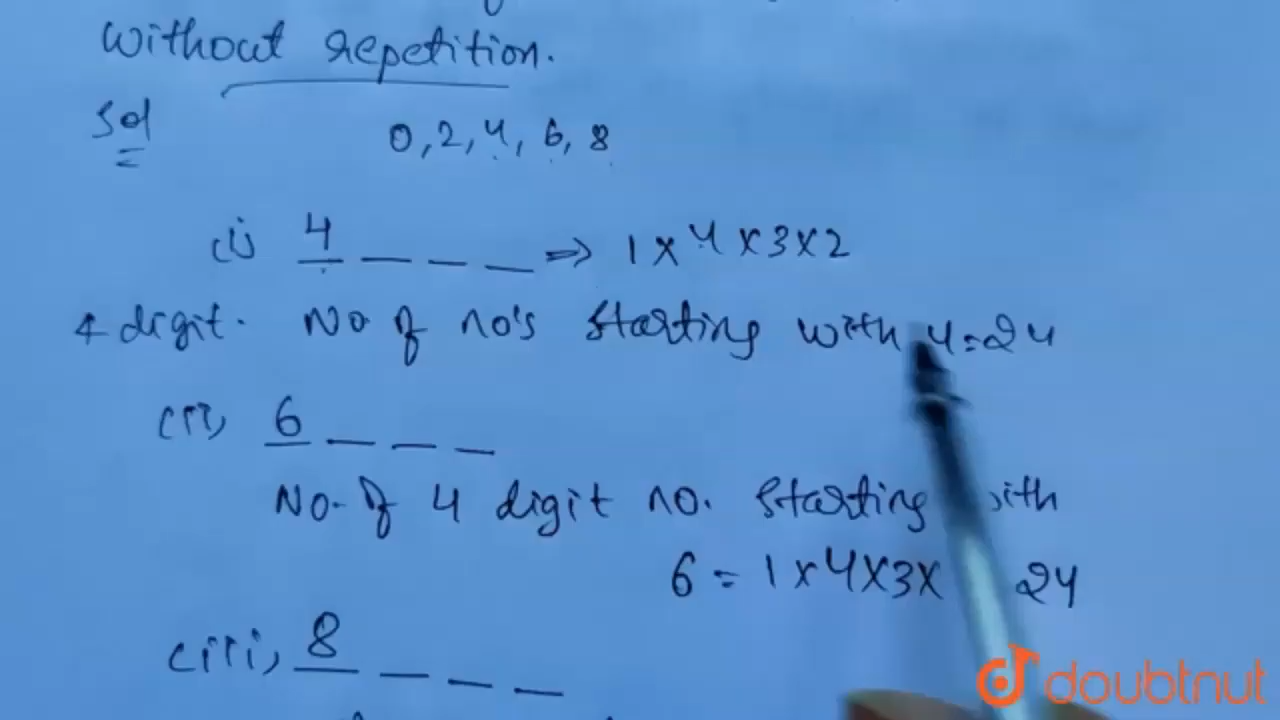 without repetition.
Sol
0, 2, 4, 6, 8
(i) 4 _ _ _ ⇒ 1 x 4 x 3 x 2
4 digit. No of no's starting with 4 = 24
(ii) 6 _ _ _
No. of 4 digit no. starting
6 = 1 x 4 x 3 x 24
(iii) 8 _ _ _
doubtnut